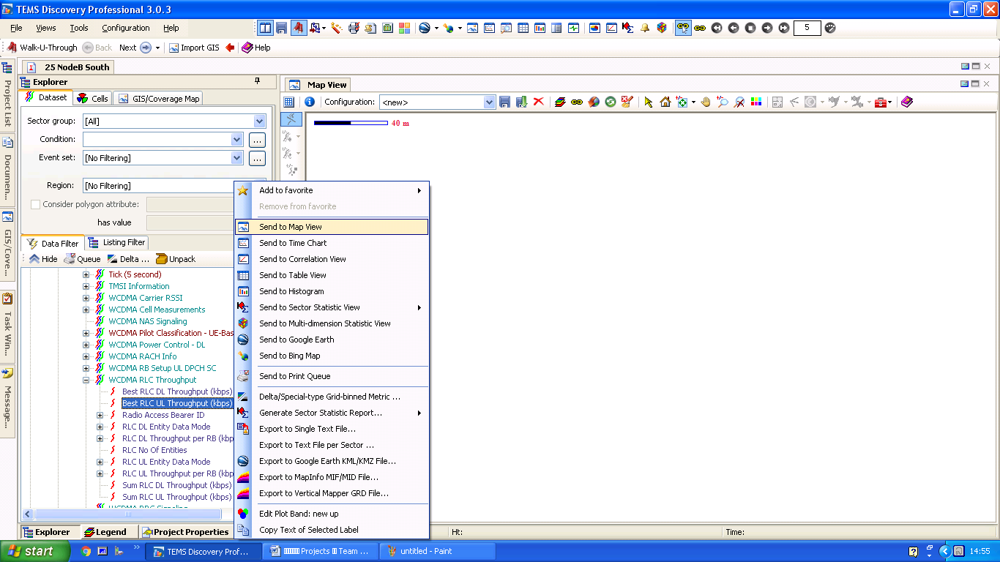 TEMS Discovery Professional 3.0.3
File Views Tools Configuration Help
5
Walk-U-Through Back Next Import GIS Help
25 NodeB South
Explorer
Map View
Dataset Cells GIS/Coverage Map
Configuration: <new>
Sector group: [All]
40 m
Condition: ...
Event set: [No Filtering] ...
Region: [No Filtering]
Consider polygon attribute:
has value
Data Filter Listing Filter
Hide Queue Delta ... Unpack
Tick (5 second)
TMSI Information
WCDMA Carrier RSSI
WCDMA Cell Measurements
WCDMA NAS Signaling
WCDMA Pilot Classification - UE-Bas
WCDMA Power Control - DL
WCDMA RACH Info
WCDMA RB Setup UL DPCH SC
WCDMA RLC Throughput
Best RLC DL Throughput (kbps)
Best RLC UL Throughput (kbps)
Radio Access Bearer ID
RLC DL Entity Data Mode
RLC DL Throughput per RB (kbp
RLC No Of Entities
RLC UL Entity Data Mode
RLC UL Throughput per RB (kbp
Sum RLC DL Throughput (kbps)
Sum RLC UL Throughput (kbps)
WCDMA RRC Signaling
Add to favorite
Remove from favorite
Send to Map View
Send to Time Chart
Send to Correlation View
Send to Table View
Send to Histogram
Send to Sector Statistic View
Send to Multi-dimension Statistic View
Send to Google Earth
Send to Bing Map
Send to Print Queue
Delta/Special-type Grid-binned Metric ...
Generate Sector Statistic Report...
Export to Single Text File...
Export to Text File per Sector ...
Export to Google Earth KML/KMZ File...
Export to MapInfo MIF/MID File...
Export to Vertical Mapper GRD File...
Edit Plot Band: new up
Copy Text of Selected Label
Project List
Documen...
GIS/Cove...
Task Win...
Message...
Explorer Legend Project Properties
Ht: Time:
start
TEMS Discovery Prof...
Projects Team ...
untitled - Paint
14:55